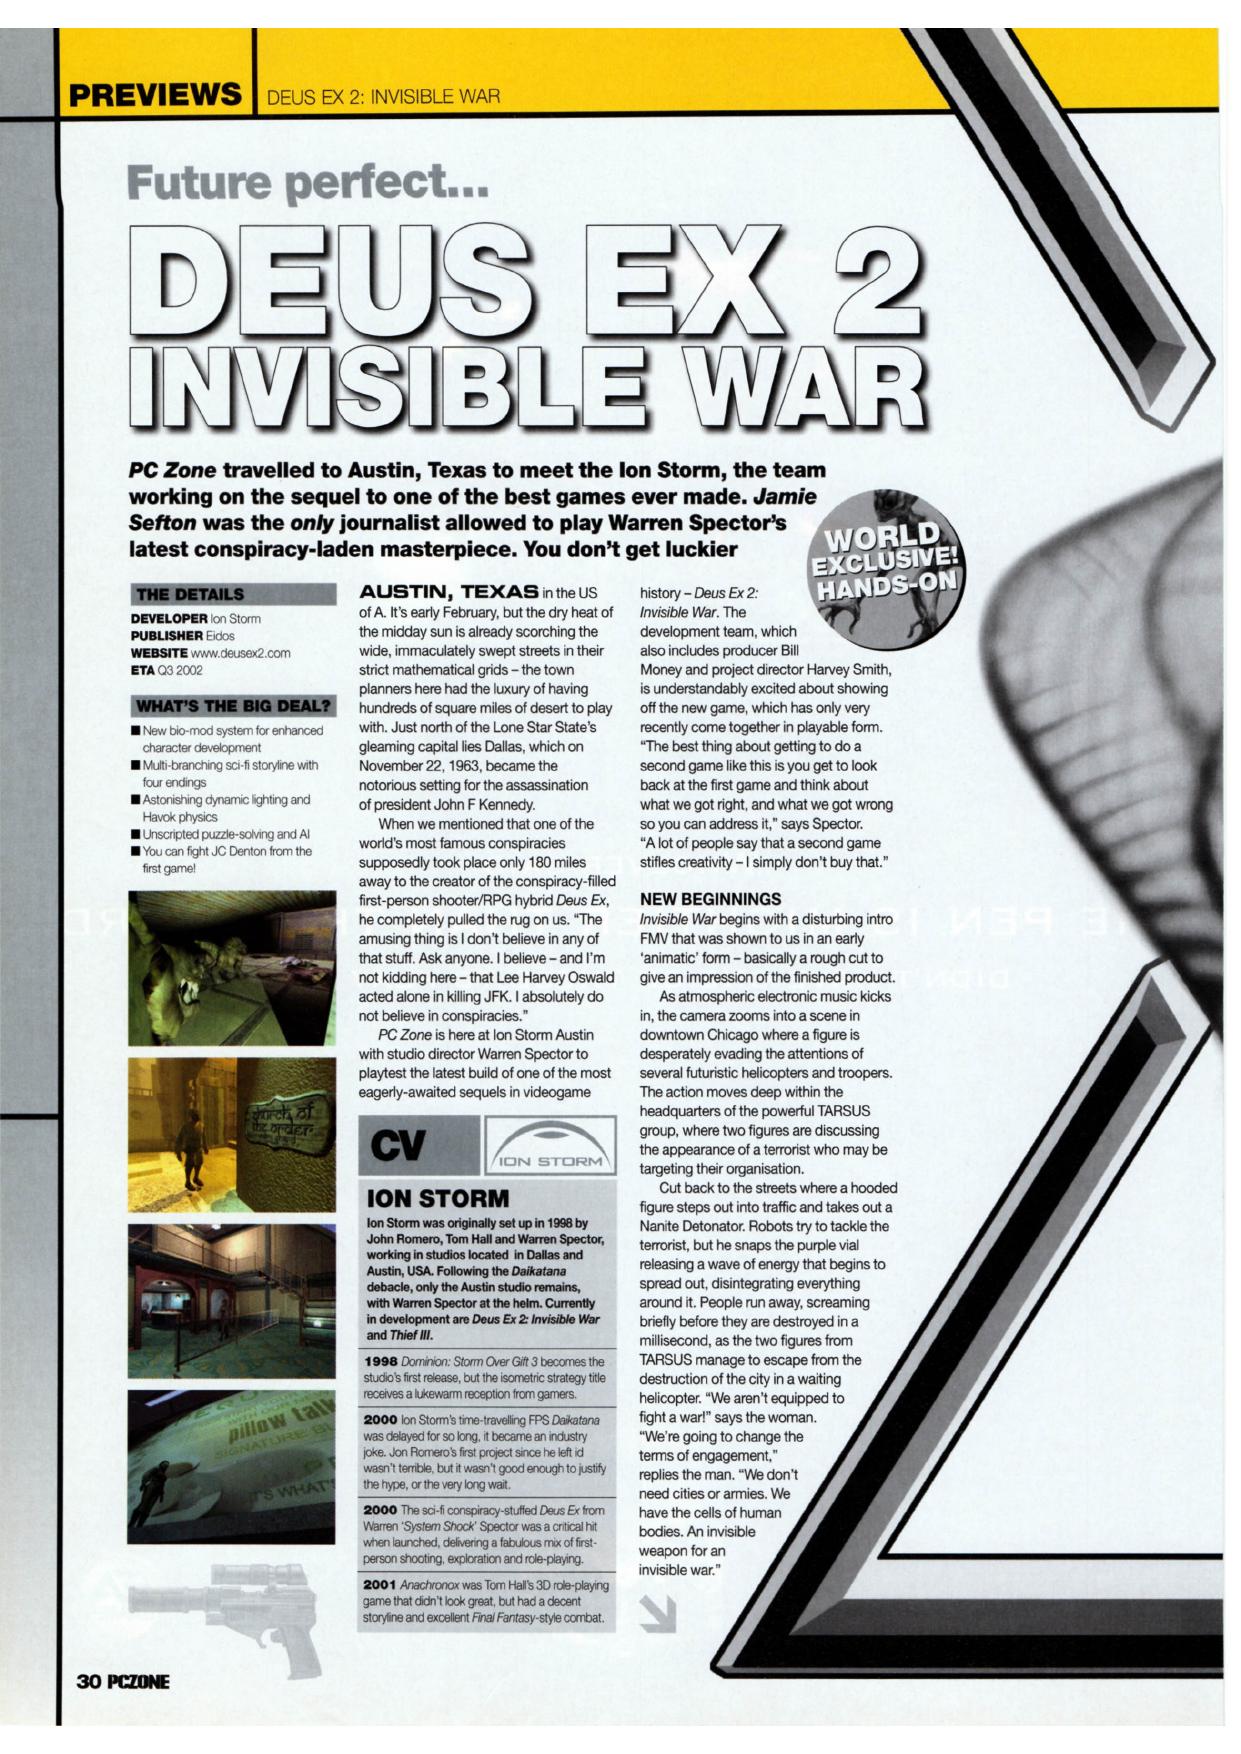 PREVIEWS
DEUS EX 2: INVISIBLE WAR
Future perfect...
DEUS EX 2
INVISIBLE WAR
PC Zone travelled to Austin, Texas to meet the Ion Storm, the team
working on the sequel to one of the best games ever made. Jamie
Sefton was the only journalist allowed to play Warren Spector's
latest conspiracy-laden masterpiece. You don't get luckier
WORLD
EXCLUSIVE!
HANDS-ON
THE DETAILS
DEVELOPER Ion Storm
PUBLISHER Eidos
WEBSITE www.deusex2.com
ETA Q3 2002
WHAT'S THE BIG DEAL?
■ New bio-mod system for enhanced
character development
■ Multi-branching sci-fi storyline with
four endings
■ Astonishing dynamic lighting and
Havok physics
■ Unscripted puzzle-solving and AI
■ You can fight JC Denton from the
first game!
church of
the order
pillow talk
SIGNATURE
IT'S WHAT'S
AUSTIN, TEXAS in the US
of A. It's early February, but the dry heat of
the midday sun is already scorching the
wide, immaculately swept streets in their
strict mathematical grids – the town
planners here had the luxury of having
hundreds of square miles of desert to play
with. Just north of the Lone Star State's
gleaming capital lies Dallas, which on
November 22, 1963, became the
notorious setting for the assassination
of president John F Kennedy.
When we mentioned that one of the
world's most famous conspiracies
supposedly took place only 180 miles
away to the creator of the conspiracy-filled
first-person shooter/RPG hybrid Deus Ex,
he completely pulled the rug on us. "The
amusing thing is I don't believe in any of
that stuff. Ask anyone. I believe – and I'm
not kidding here – that Lee Harvey Oswald
acted alone in killing JFK. I absolutely do
not believe in conspiracies."
PC Zone is here at Ion Storm Austin
with studio director Warren Spector to
playtest the latest build of one of the most
eagerly-awaited sequels in videogame
CV
ION STORM
ION STORM
Ion Storm was originally set up in 1998 by
John Romero, Tom Hall and Warren Spector,
working in studios located in Dallas and
Austin, USA. Following the Daikatana
debacle, only the Austin studio remains,
with Warren Spector at the helm. Currently
in development are Deus Ex 2: Invisible War
and Thief III.
1998 Dominion: Storm Over Gift 3 becomes the
studio's first release, but the isometric strategy title
receives a lukewarm reception from gamers.
2000 Ion Storm's time-travelling FPS Daikatana
was delayed for so long, it became an industry
joke. Jon Romero's first project since he left id
wasn't terrible, but it wasn't good enough to justify
the hype, or the very long wait.
2000 The sci-fi conspiracy-stuffed Deus Ex from
Warren 'System Shock' Spector was a critical hit
when launched, delivering a fabulous mix of first-
person shooting, exploration and role-playing.
2001 Anachronox was Tom Hall's 3D role-playing
game that didn't look great, but had a decent
storyline and excellent Final Fantasy-style combat.
history – Deus Ex 2:
Invisible War. The
development team, which
also includes producer Bill
Money and project director Harvey Smith,
is understandably excited about showing
off the new game, which has only very
recently come together in playable form.
"The best thing about getting to do a
second game like this is you get to look
back at the first game and think about
what we got right, and what we got wrong
so you can address it," says Spector.
"A lot of people say that a second game
stifles creativity – I simply don't buy that."
NEW BEGINNINGS
Invisible War begins with a disturbing intro
FMV that was shown to us in an early
'animatic' form – basically a rough cut to
give an impression of the finished product.
As atmospheric electronic music kicks
in, the camera zooms into a scene in
downtown Chicago where a figure is
desperately evading the attentions of
several futuristic helicopters and troopers.
The action moves deep within the
headquarters of the powerful TARSUS
group, where two figures are discussing
the appearance of a terrorist who may be
targeting their organisation.
Cut back to the streets where a hooded
figure steps out into traffic and takes out a
Nanite Detonator. Robots try to tackle the
terrorist, but he snaps the purple vial
releasing a wave of energy that begins to
spread out, disintegrating everything
around it. People run away, screaming
briefly before they are destroyed in a
millisecond, as the two figures from
TARSUS manage to escape from the
destruction of the city in a waiting
helicopter. "We aren't equipped to
fight a war!" says the woman.
"We're going to change the
terms of engagement,"
replies the man. "We don't
need cities or armies. We
have the cells of human
bodies. An invisible
weapon for an
invisible war."
30 PCZONE